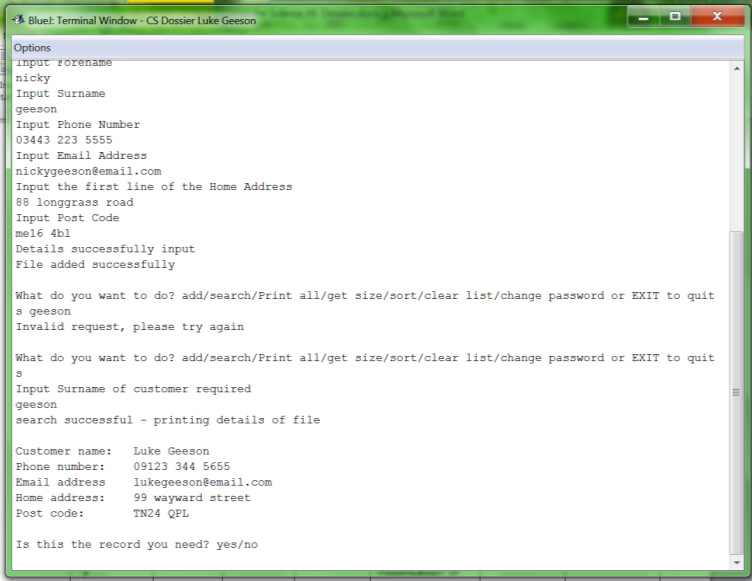 BlueJ: Terminal Window - CS Dossier Luke Geeson
Options
Input Forename
nicky
Input Surname
geeson
Input Phone Number
03443 223 5555
Input Email Address
nickygeeson@email.com
Input the first line of the Home Address
88 longgrass road
Input Post Code
me16 4bl
Details successfully input
File added successfully
What do you want to do? add/search/Print all/get size/sort/clear list/change password or EXIT to quit
s geeson
Invalid request, please try again
What do you want to do? add/search/Print all/get size/sort/clear list/change password or EXIT to quit
s
Input Surname of customer required
geeson
search successful - printing details of file
Customer name: Luke Geeson
Phone number: 09123 344 5655
Email address lukegeeson@email.com
Home address: 99 wayward street
Post code: TN24 QPL
Is this the record you need? yes/no